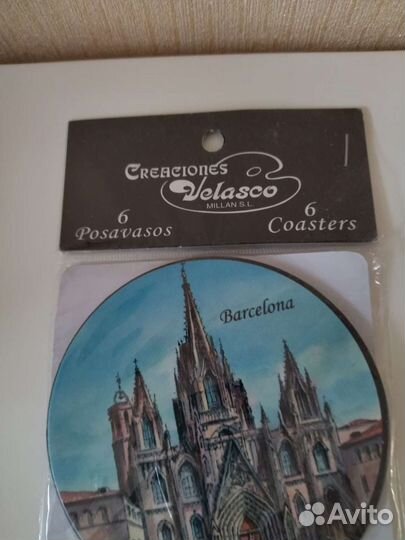 CREACIONES
Velasco
MILLAN S.L.
6
Posavasos
6
Coasters
Barcelona
Avito